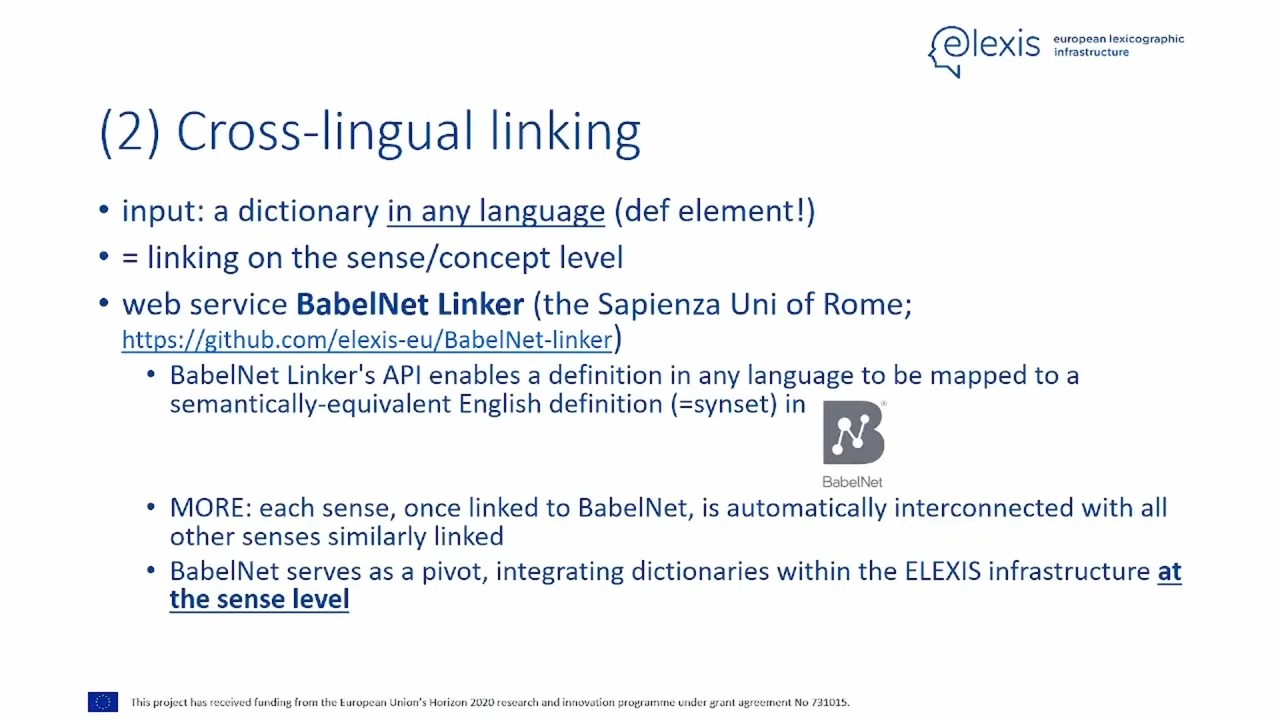 elexis
european lexicographic
infrastructure
(2) Cross-lingual linking
• input: a dictionary in any language (def element!)
• = linking on the sense/concept level
• web service BabelNet Linker (the Sapienza Uni of Rome;
https://github.com/elexis-eu/BabelNet-linker)
• BabelNet Linker's API enables a definition in any language to be mapped to a
semantically-equivalent English definition (=synset) in
BabelNet
• MORE: each sense, once linked to BabelNet, is automatically interconnected with all
other senses similarly linked
• BabelNet serves as a pivot, integrating dictionaries within the ELEXIS infrastructure at
the sense level
This project has received funding from the European Union's Horizon 2020 research and innovation programme under grant agreement No 731015.